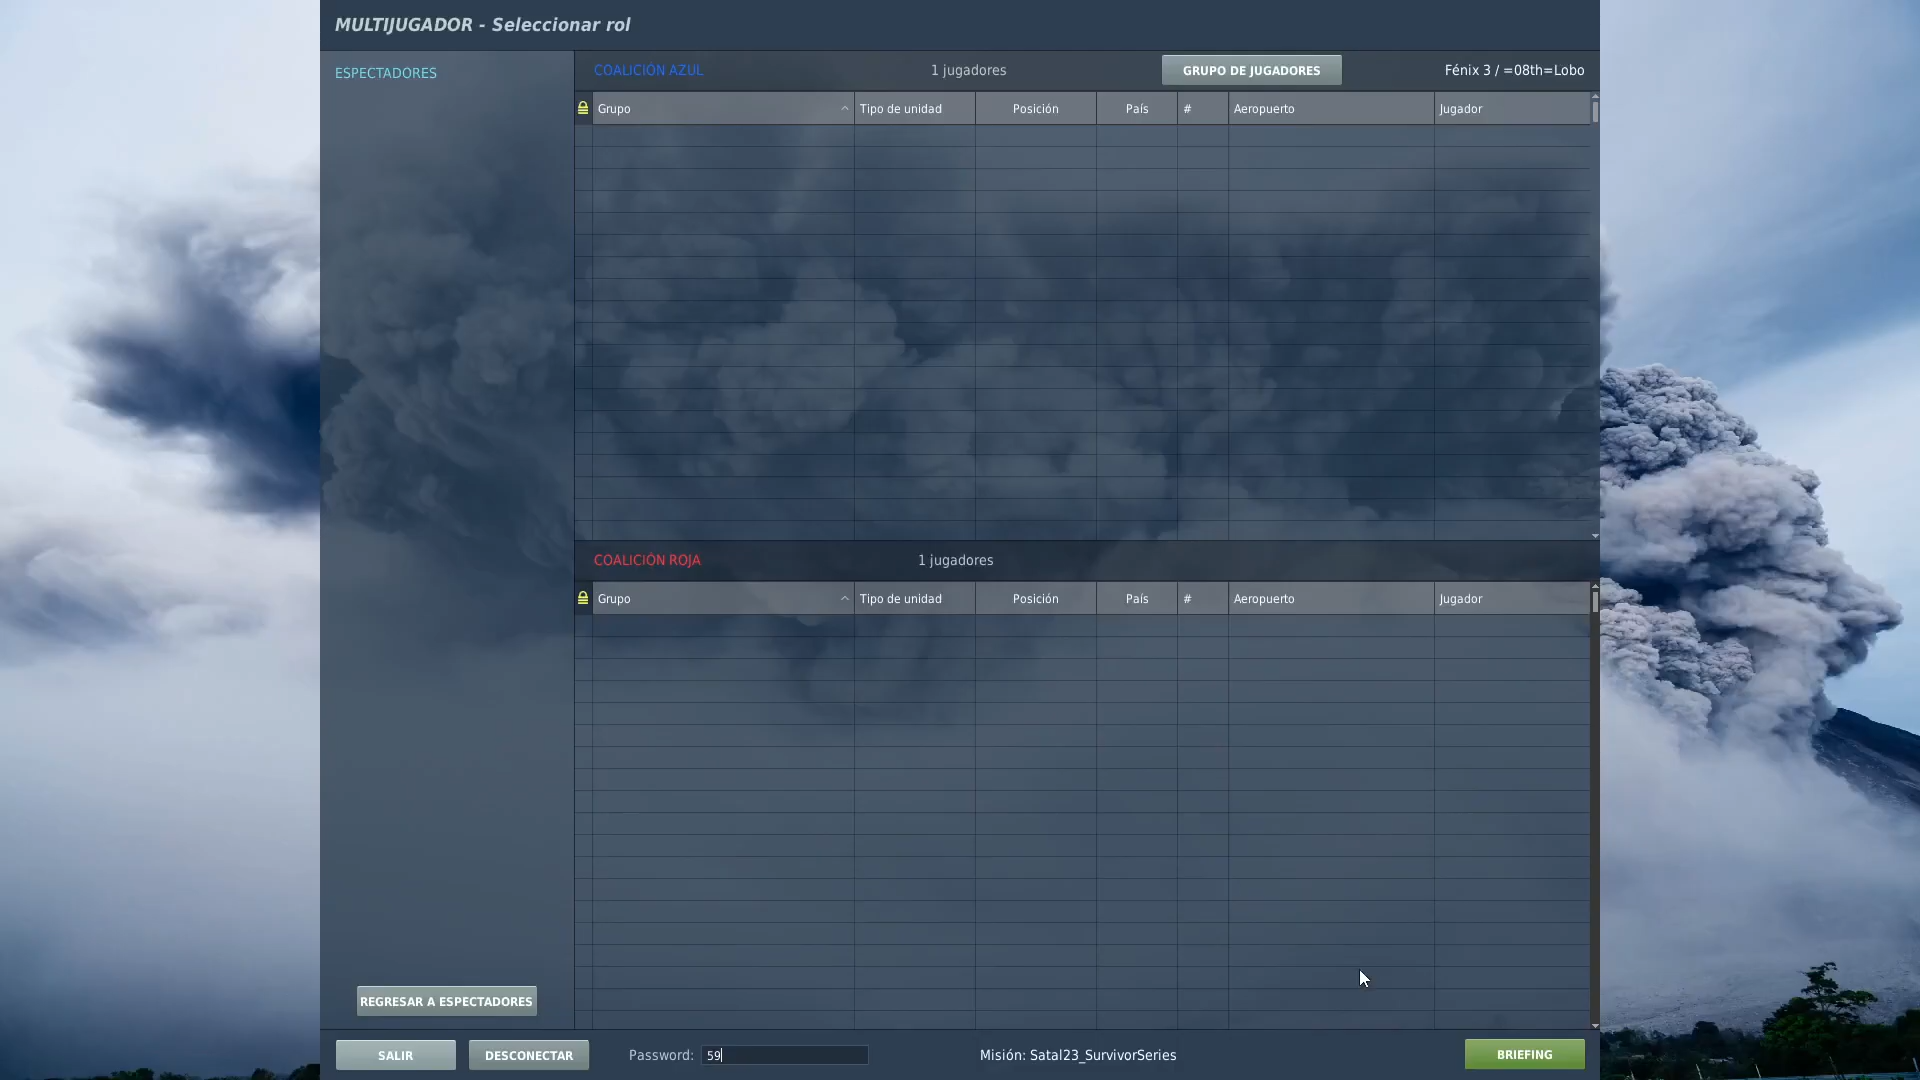 MULTIJUGADOR - Seleccionar rol
ESPECTADORES
COALICIÓN AZUL
1 jugadores
GRUPO DE JUGADORES
Fénix 3 / =08th=Lobo
Grupo
Tipo de unidad
Posición
País
#
Aeropuerto
Jugador
COALICIÓN ROJA
1 jugadores
Grupo
Tipo de unidad
Posición
País
#
Aeropuerto
Jugador
REGRESAR A ESPECTADORES
SALIR
DESCONECTAR
Password: 59
Misión: Satal23_SurvivorSeries
BRIEFING